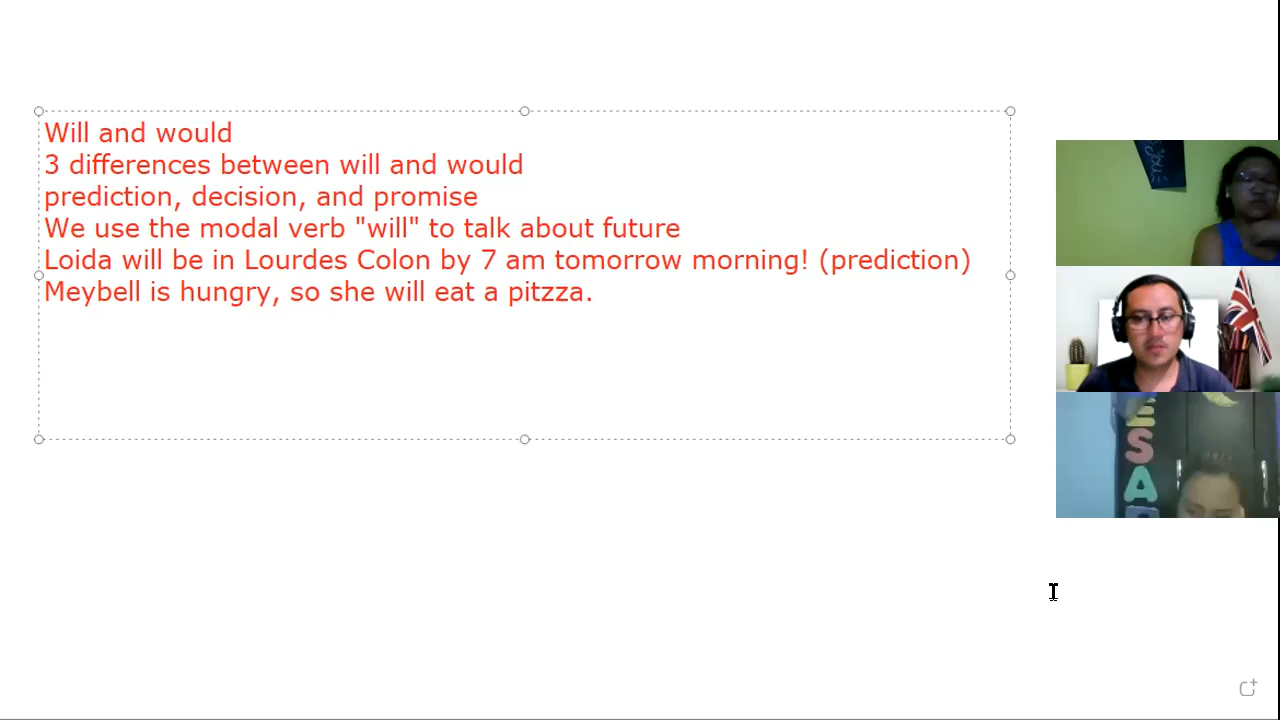 Will and would
3 differences between will and would
prediction, decision, and promise
We use the modal verb "will" to talk about future
Loida will be in Lourdes Colon by 7 am tomorrow morning! (prediction)
Meybell is hungry, so she will eat a pitzza.
ESA